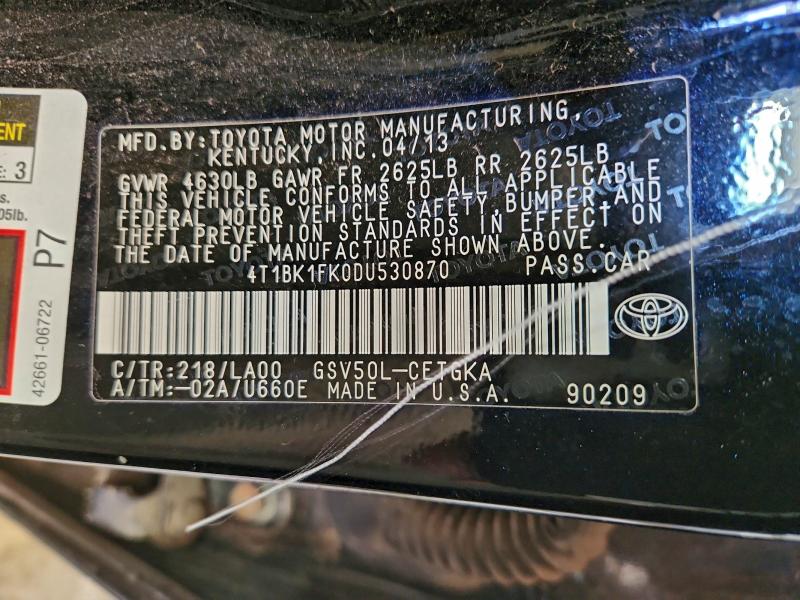 ENT
E: 3
s.
05lb.
P7
42661-06722
MFD.BY:TOYOTA MOTOR MANUFACTURING,
KENTUCKY,INC.04/13
GVWR 4630LB GAWR FR 2625LB RR 2625LB
THIS VEHICLE CONFORMS TO ALL APPLICABLE
FEDERAL MOTOR VEHICLE SAFETY,BUMPER,AND
THEFT PREVENTION STANDARDS IN EFFECT ON
THE DATE OF MANUFACTURE SHOWN ABOVE.
4T1BK1FK0DU530870 PASS.CAR
C/TR:218/LA00 GSV50L-CETGKA
A/TM:-02A/U660E MADE IN U.S.A. 90209